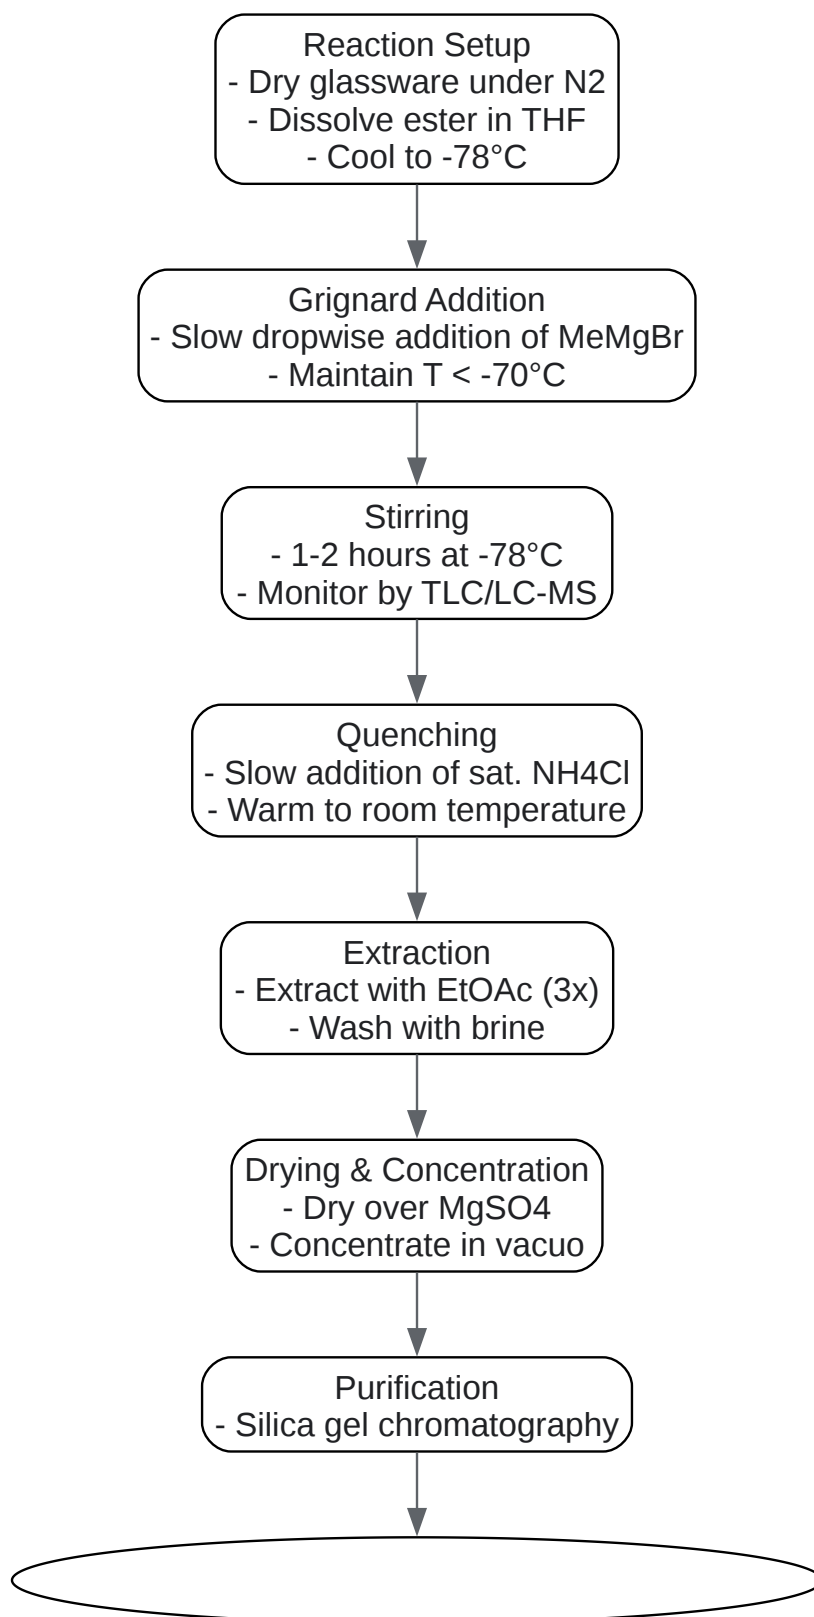 Reaction Setup
- Dry glassware under N2
- Dissolve ester in THF
- Cool to -78°C
Grignard Addition
- Slow dropwise addition of MeMgBr
- Maintain T < -70°C
Stirring
- 1-2 hours at -78°C
- Monitor by TLC/LC-MS
Quenching
- Slow addition of sat. NH4Cl
- Warm to room temperature
Extraction
- Extract with EtOAc (3x)
- Wash with brine
Drying & Concentration
- Dry over MgSO4
- Concentrate in vacuo
Purification
- Silica gel chromatography